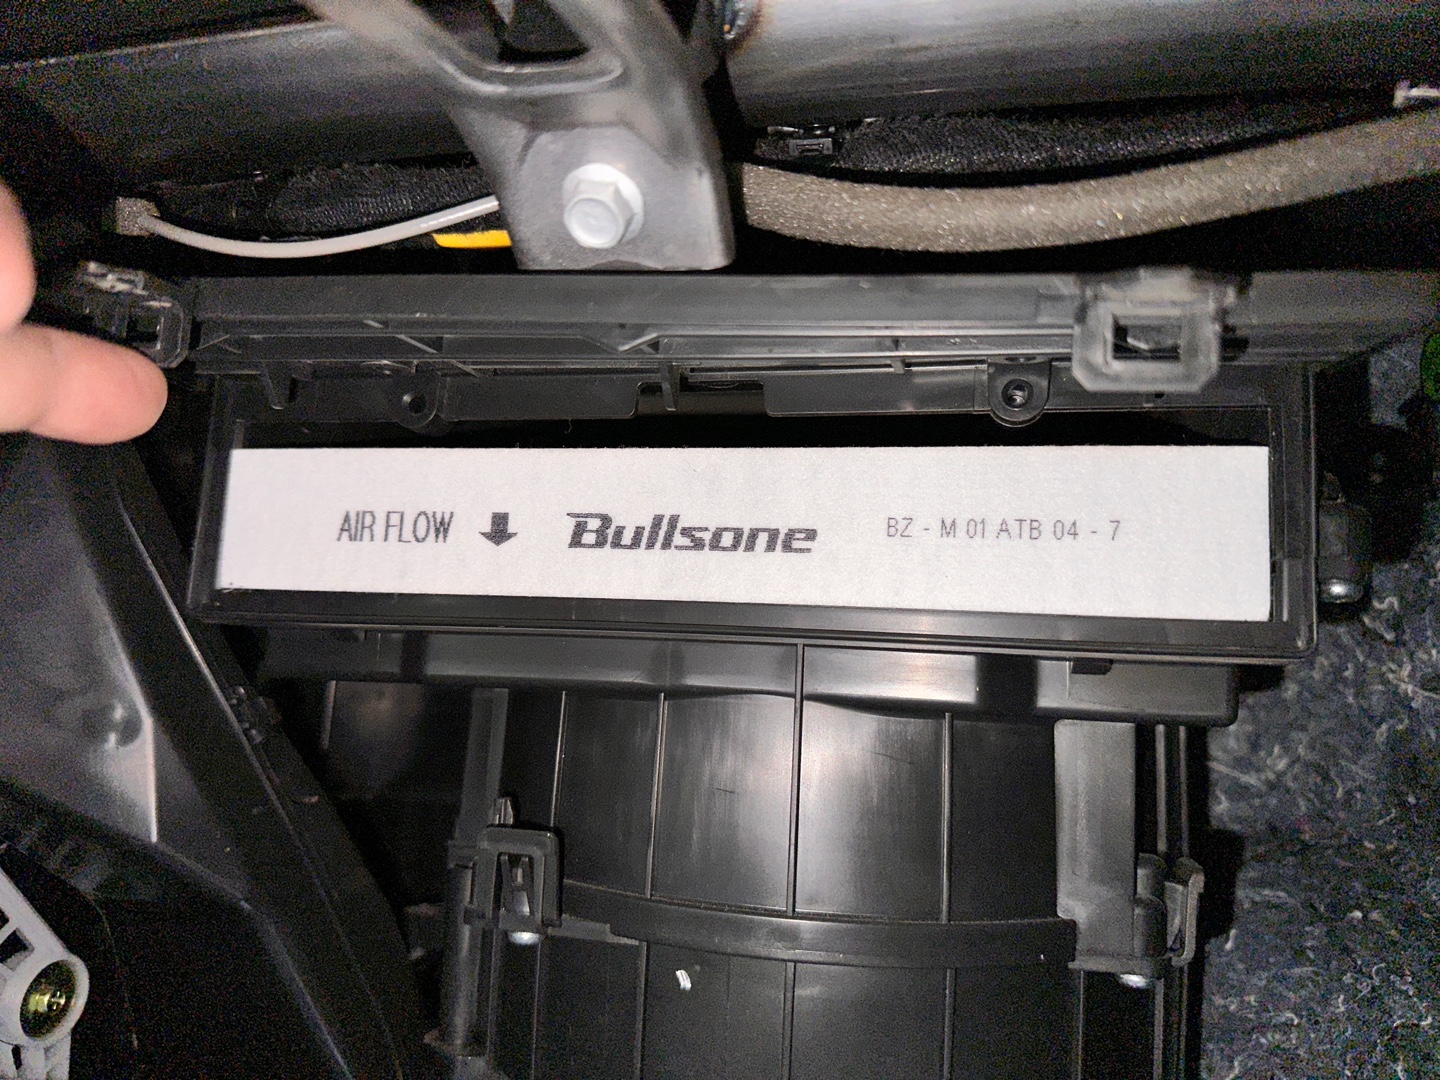 AIR FLOW ⬇ Bullsone BZ - M 01 ATB 04 - 7